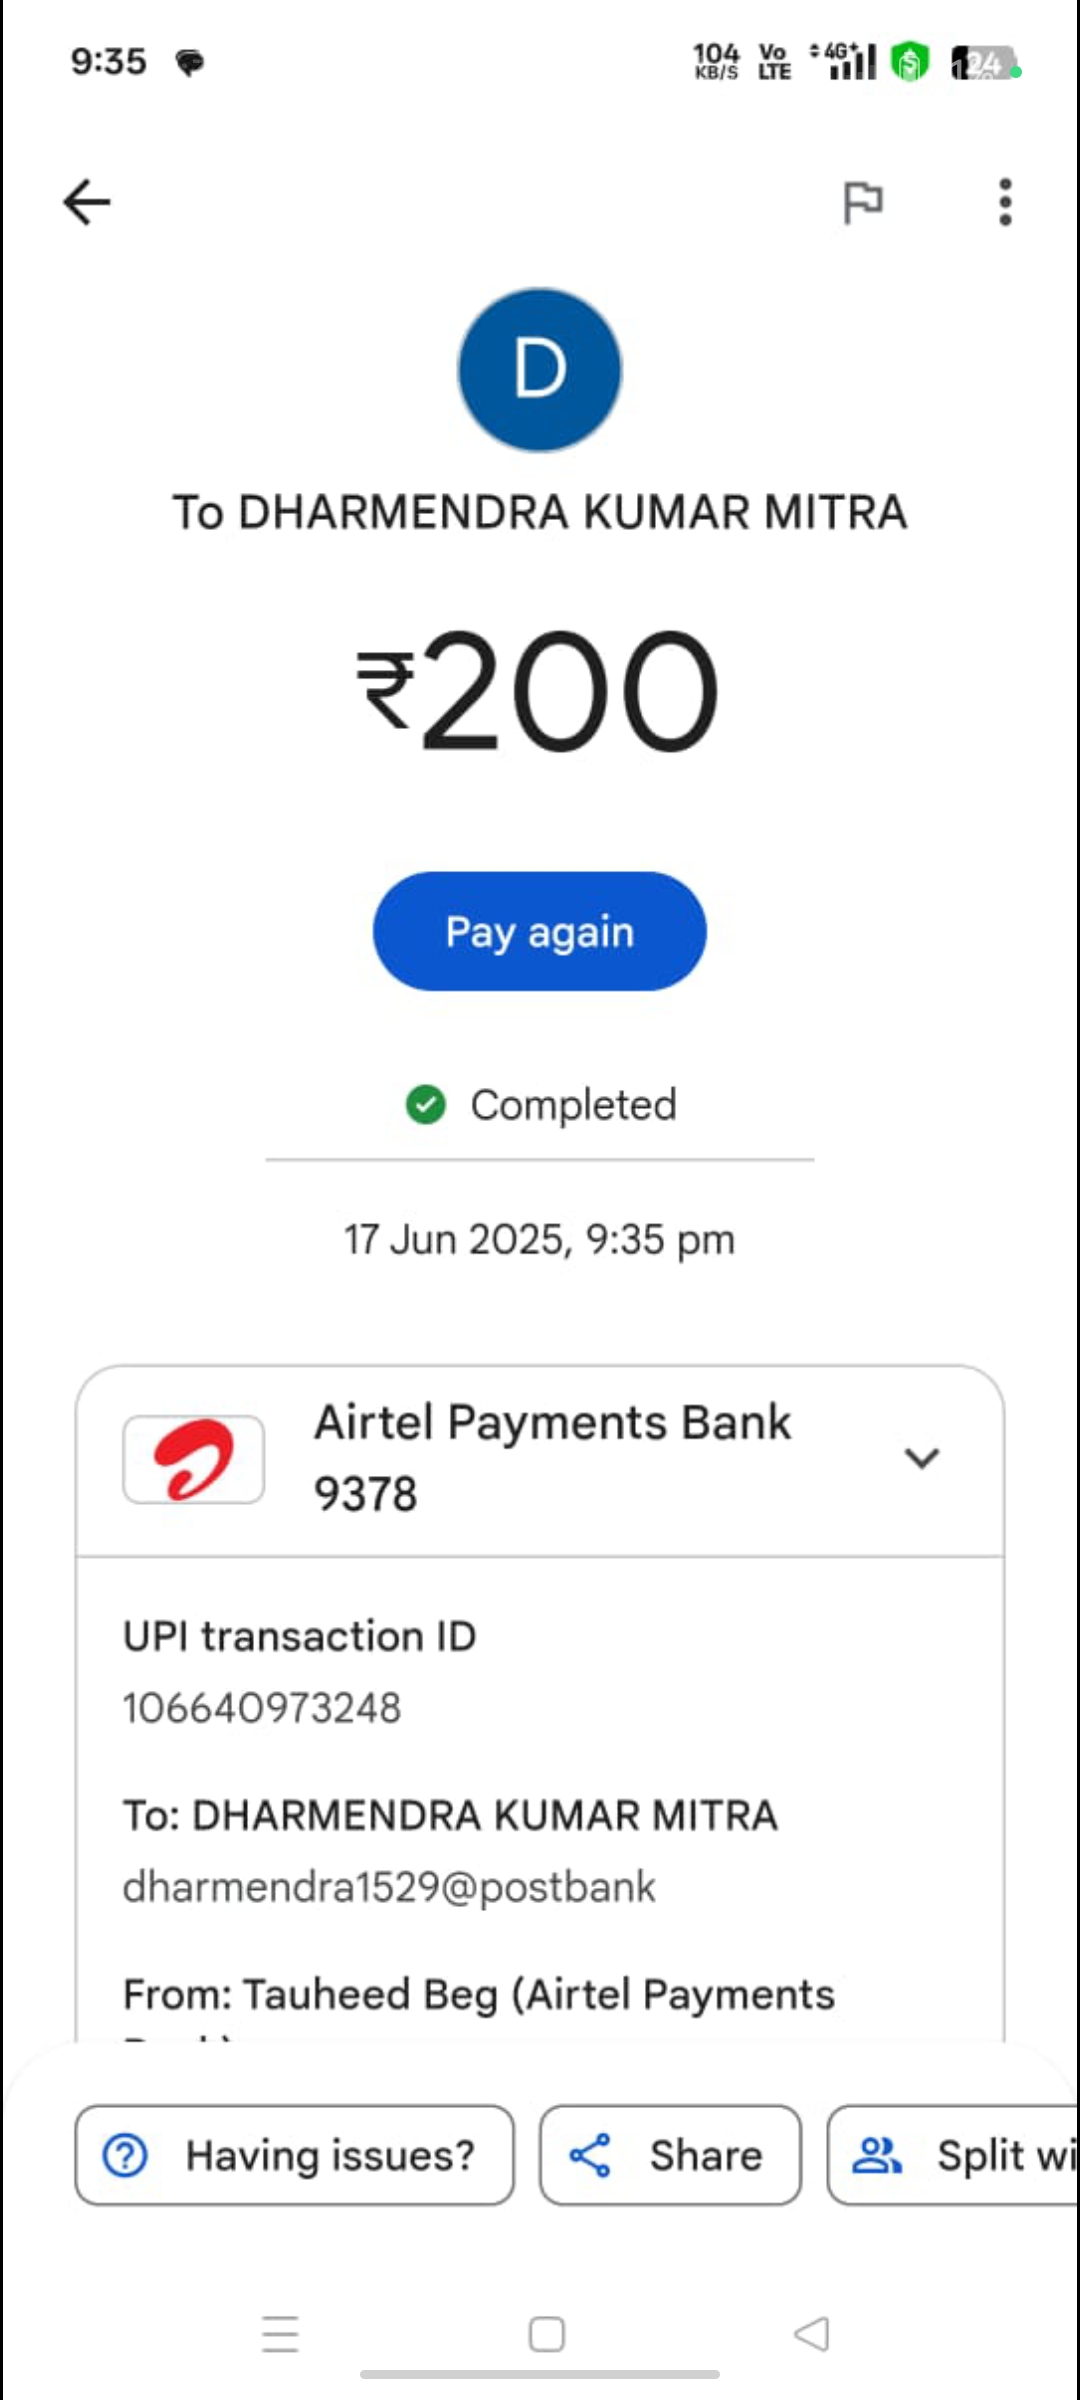 9:35
104 KB/S Vo LTE 4G+ 24
D
To DHARMENDRA KUMAR MITRA
₹200
Pay again
Completed
17 Jun 2025, 9:35 pm
Airtel Payments Bank
9378
UPI transaction ID
106640973248
To: DHARMENDRA KUMAR MITRA
dharmendra1529@postbank
From: Tauheed Beg (Airtel Payments
Having issues?
Share
Split wi